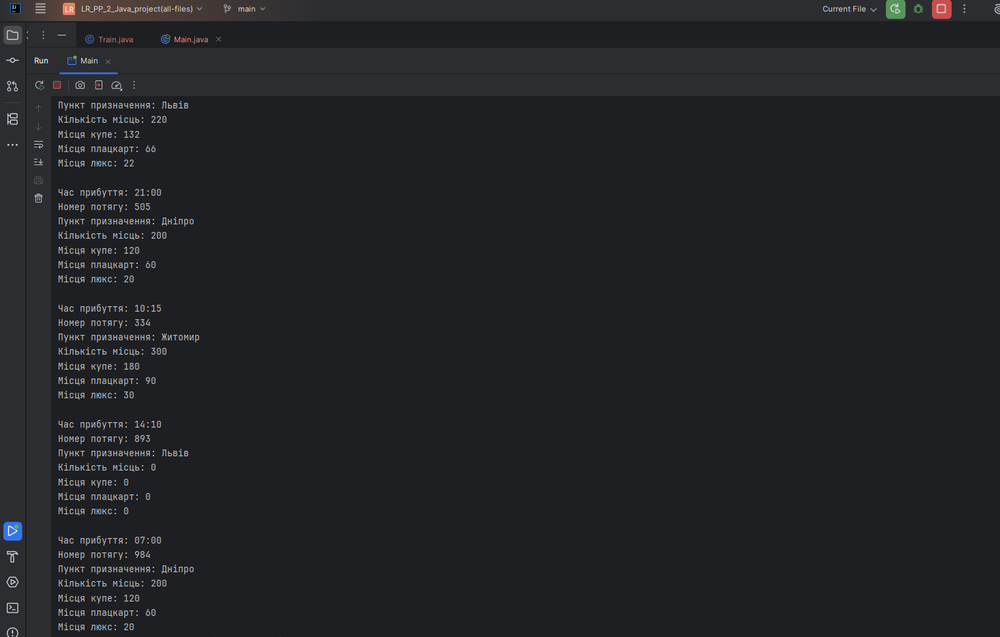 LR LR_PP_2_Java_project(all-files) main Current File
Train.java Main.java
Run Main
Пункт призначення: Львів
Кількість місць: 220
Місця купе: 132
Місця плацкарт: 66
Місця люкс: 22
Час прибуття: 21:00
Номер потягу: 505
Пункт призначення: Дніпро
Кількість місць: 200
Місця купе: 120
Місця плацкарт: 60
Місця люкс: 20
Час прибуття: 10:15
Номер потягу: 334
Пункт призначення: Житомир
Кількість місць: 300
Місця купе: 180
Місця плацкарт: 90
Місця люкс: 30
Час прибуття: 14:10
Номер потягу: 893
Пункт призначення: Львів
Кількість місць: 0
Місця купе: 0
Місця плацкарт: 0
Місця люкс: 0
Час прибуття: 07:00
Номер потягу: 984
Пункт призначення: Дніпро
Кількість місць: 200
Місця купе: 120
Місця плацкарт: 60
Місця люкс: 20